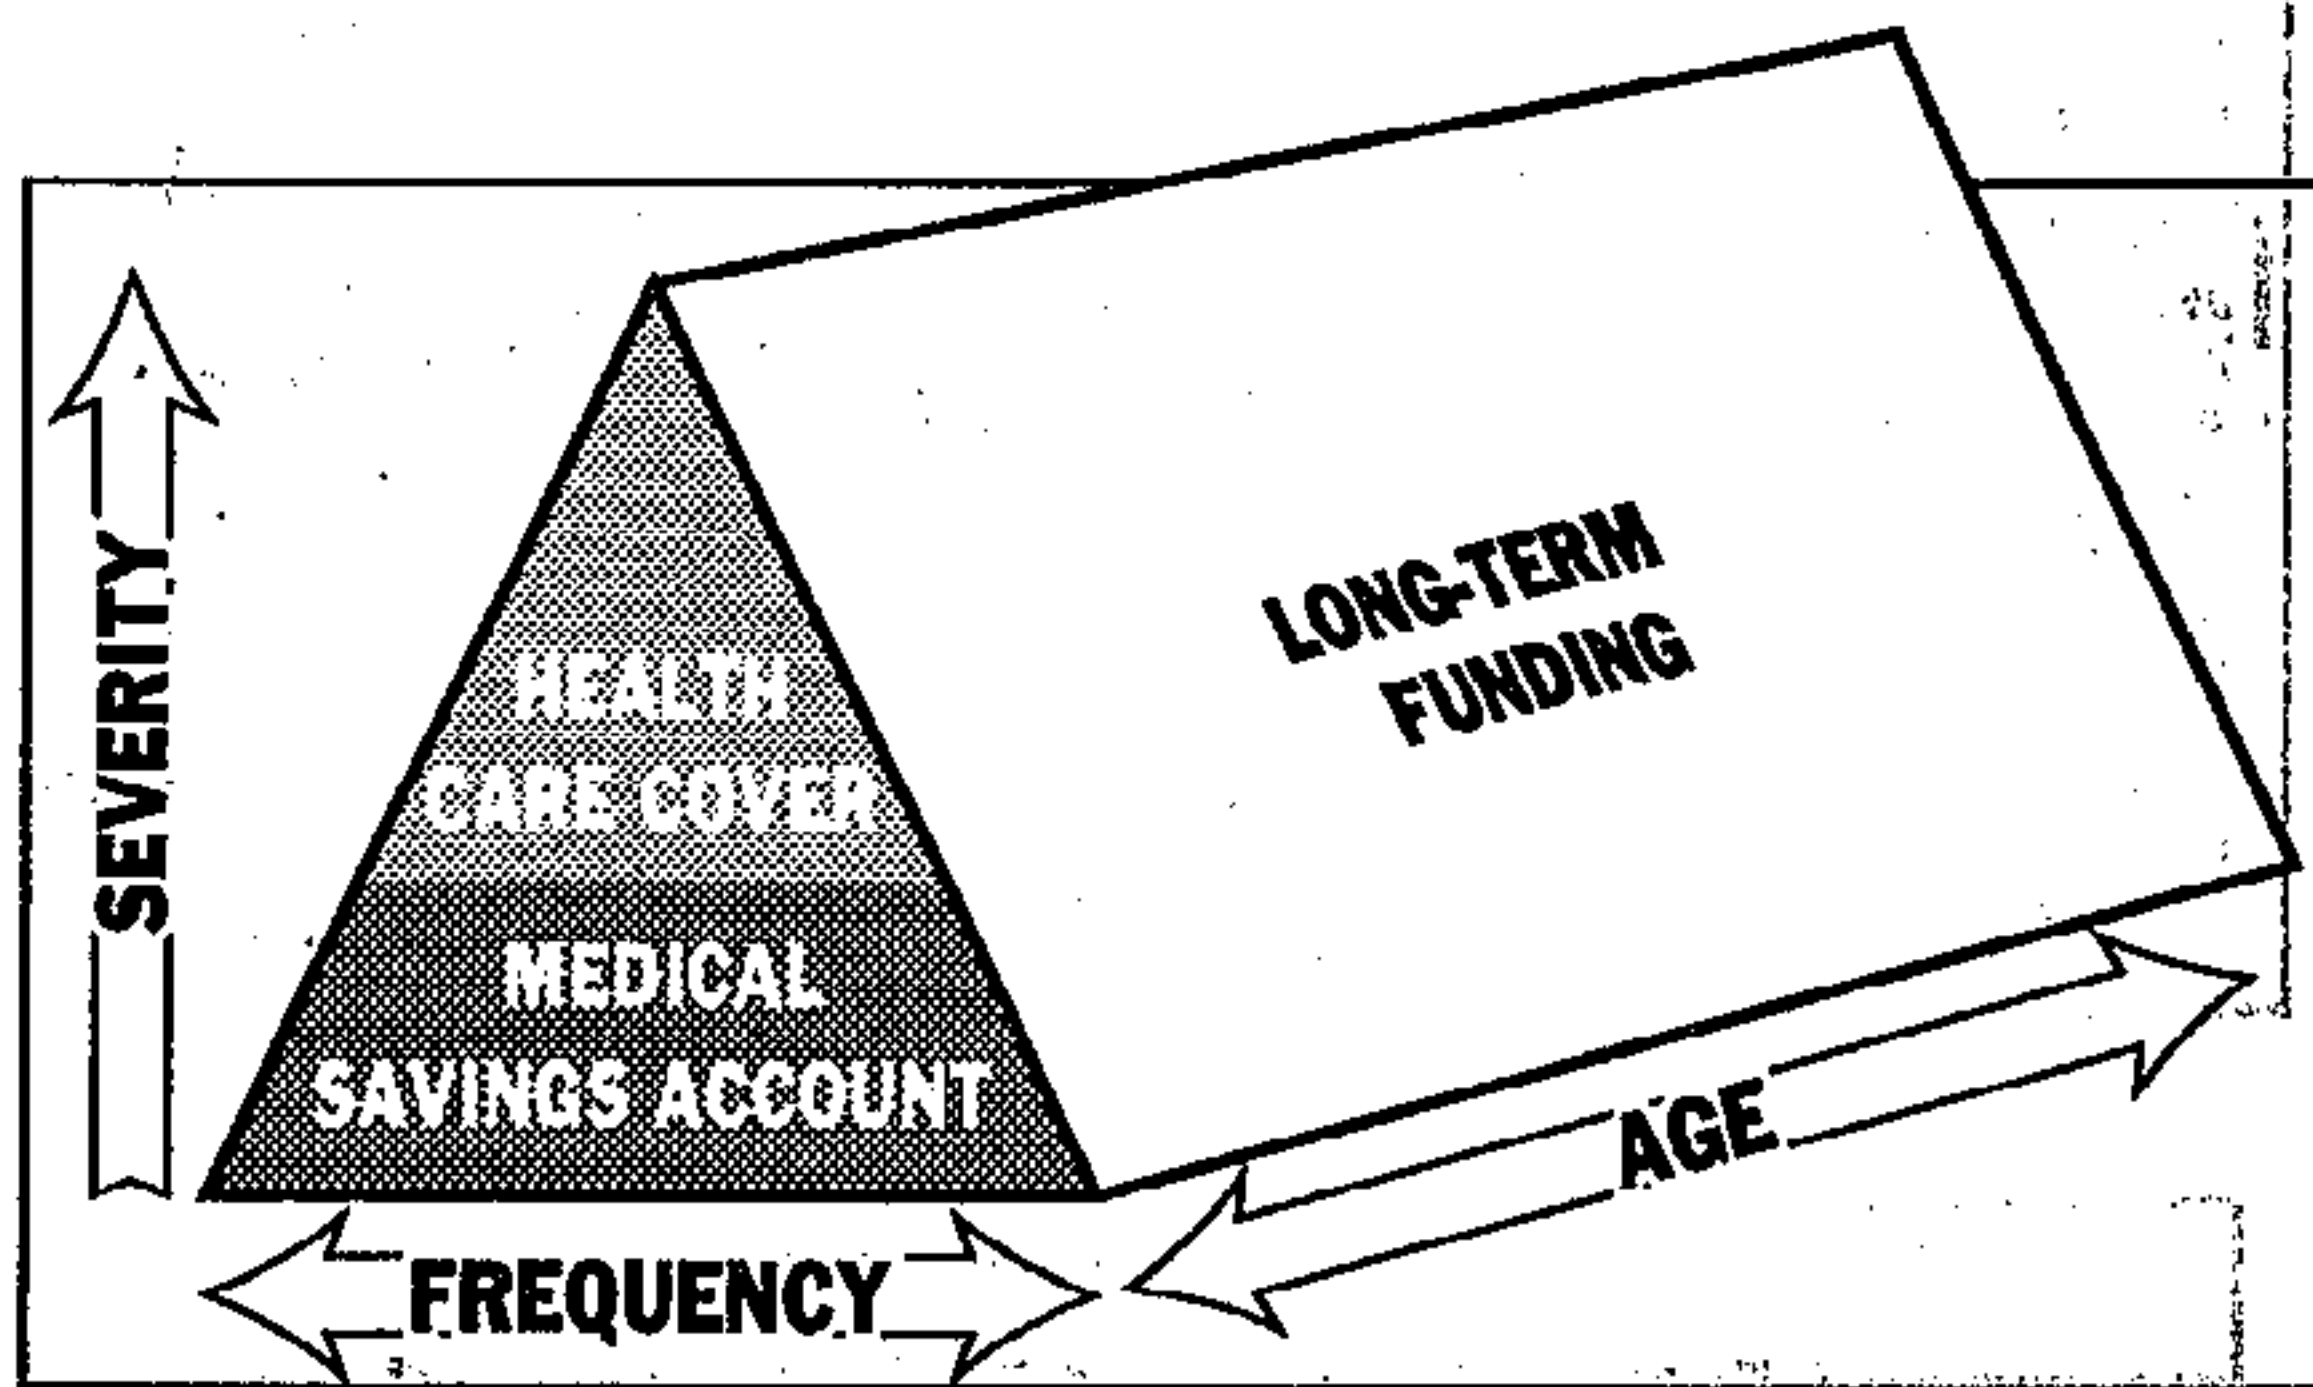 SEVERITY
HEALTH
CARE COVER
MEDICAL
SAVINGS ACCOUNT
LONG-TERM
FUNDING
FREQUENCY
AGE